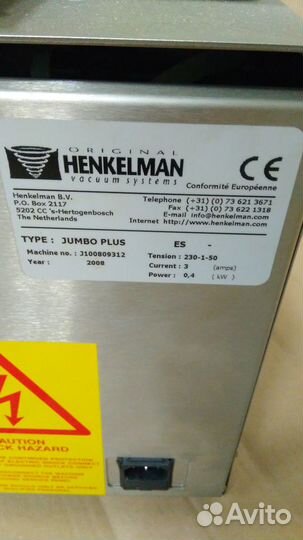 ORIGINAL
HENKELMAN
vacuum systems
CE
Conformité Européenne
Henkelman B.V.
P.O. Box 2117
5202 CC 's-Hertogenbosch
The Netherlands
Telephone (+31) (0) 73 621 3671
Fax (+31) (0) 73 622 1318
E-mail info@henkelman.com
Internet http://www.henkelman.com
TYPE : JUMBO PLUS ES -
Machine no. : J100809312 Tension : 230-1-50
Year : 2008 Current : 3 (amps)
Power : 0,4 (kW)
AUTION
CK HAZARD
Avito